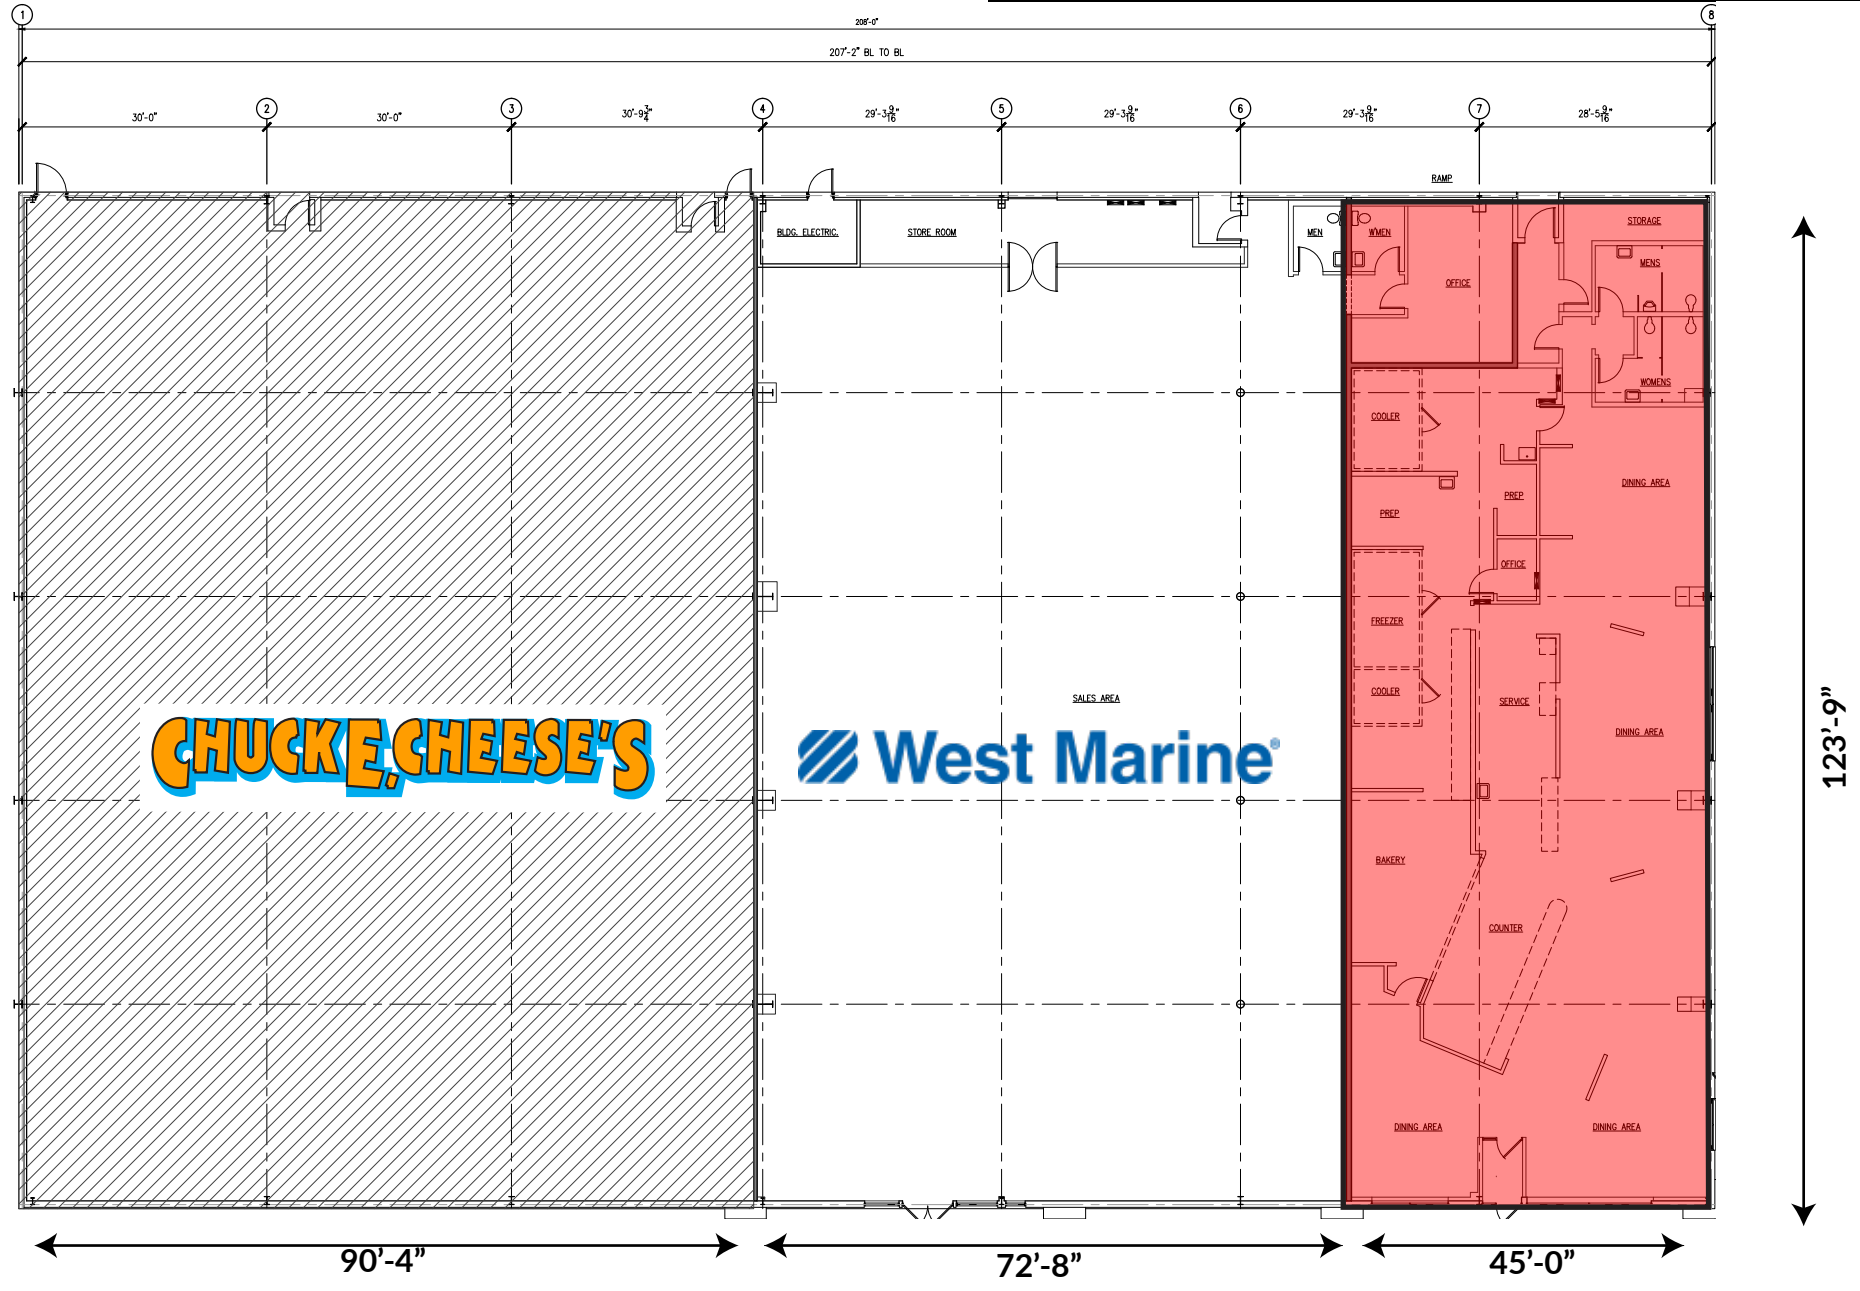 1
8
208'-0"
207'-2" BL TO BL
2
3
4
5
6
7
30'-0"
30'-0"
30'-9 3/4"
29'-3 9/16"
29'-3 9/16"
29'-3 9/16"
28'-5 9/16"
RAMP
BLDG. ELECTRIC.
STORE ROOM
MEN
W'MEN
STORAGE
MENS
OFFICE
WOMENS
COOLER
DINING AREA
PREP
PREP
OFFICE
FREEZER
SALES AREA
COOLER
SERVICE
DINING AREA
CHUCK E. CHEESE'S
West Marine®
123'-9"
BAKERY
COUNTER
DINING AREA
DINING AREA
90'-4"
72'-8"
45'-0"